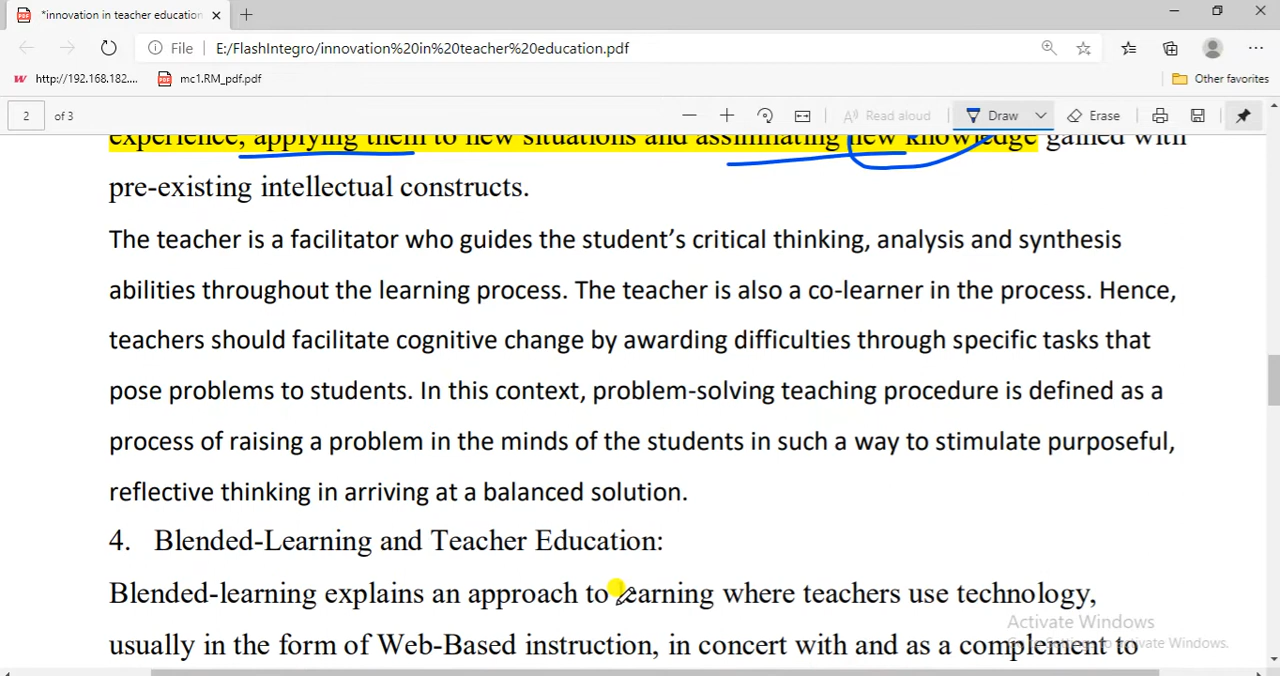 *innovation in teacher education
File E:/FlashIntegro/innovation%20in%20teacher%20education.pdf
http://192.168.182.... mc1.RM_pdf.pdf Other favorites
2 of 3 Read aloud Draw Erase
experience, applying them to new situations and assimilating new knowledge gained with
pre-existing intellectual constructs.
The teacher is a facilitator who guides the student's critical thinking, analysis and synthesis
abilities throughout the learning process. The teacher is also a co-learner in the process. Hence,
teachers should facilitate cognitive change by awarding difficulties through specific tasks that
pose problems to students. In this context, problem-solving teaching procedure is defined as a
process of raising a problem in the minds of the students in such a way to stimulate purposeful,
reflective thinking in arriving at a balanced solution.
4. Blended-Learning and Teacher Education:
Blended-learning explains an approach to learning where teachers use technology,
Activate Windows
usually in the form of Web-Based instruction, in concert with and as a complement to
Go to Settings to activate Windows.